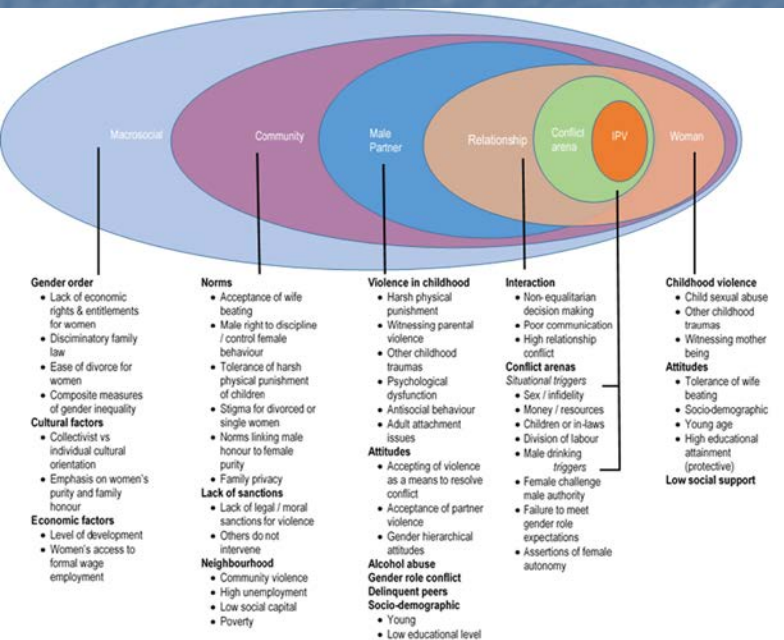 Macrosocial
Community
Male
Partner
Relationship
Conflict
arena
IPV
Woman
Gender order
• Lack of economic
rights & entitlements
for women
• Disciminatory family
law
• Ease of divorce for
women
• Composite measures
of gender inequality
Cultural factors
• Collectivist vs
individual cultural
orientation
• Emphasis on women's
purity and family
honour
Economic factors
• Level of development
• Women's access to
formal wage
employment
Norms
• Acceptance of wife
beating
• Male right to discipline
/ control female
behaviour
• Tolerance of harsh
physical punishment
of children
• Stigma for divorced or
single women
• Norms linking male
honour to female
purity
• Family privacy
Lack of sanctions
• Lack of legal / moral
sanctions for violence
• Others do not
intervene
Neighbourhood
• Community violence
• High unemployment
• Low social capital
• Poverty
Violence in childhood
• Harsh physical
punishment
• Witnessing parental
violence
• Other childhood
traumas
• Psychological
dysfunction
• Antisocial behaviour
• Adult attachment
issues
Attitudes
• Accepting of violence
as a means to resolve
conflict
• Acceptance of partner
violence
• Gender hierarchical
attitudes
Alcohol abuse
Gender role conflict
Delinquent peers
Socio-demographic
• Young
• Low educational level
Interaction
• Non-equalitarian
decision making
• Poor communication
• High relationship
conflict
Conflict arenas
Situational triggers
• Sex / infidelity
• Money / resources
• Children or in-laws
• Division of labour
• Male drinking
triggers
• Female challenge
male authority
• Failure to meet
gender role
expectations
• Assertions of female
autonomy
Childhood violence
• Child sexual abuse
• Other childhood
traumas
• Witnessing mother
being
Attitudes
• Tolerance of wife
beating
• Socio-demographic
• Young age
• High educational
attainment
(protective)
Low social support